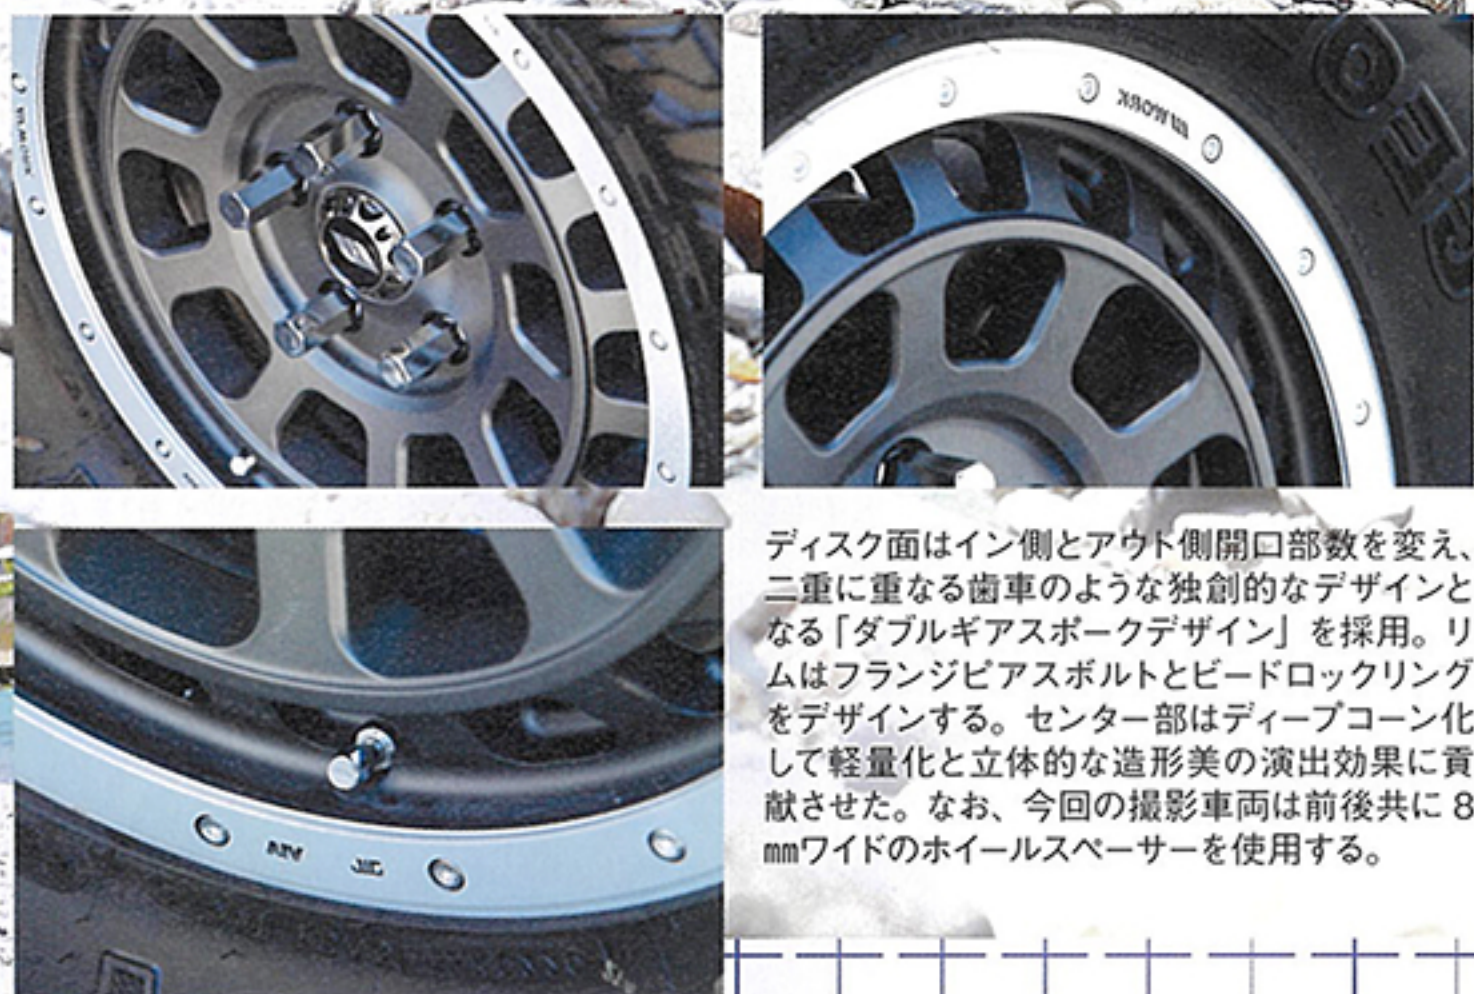 ディスク面はイン側とアウト側開口部数を変え、
二重に重なる歯車のような独創的なデザインと
なる「ダブルギアスポークデザイン」を採用。リ
ムはフランジピアスボルトとビードロックリング
をデザインする。センター部はディープコーン化
して軽量化と立体的な造形美の演出効果に貢
献させた。なお、今回の撮影車両は前後共に8
㎜ワイドのホイールスペーサーを使用する。